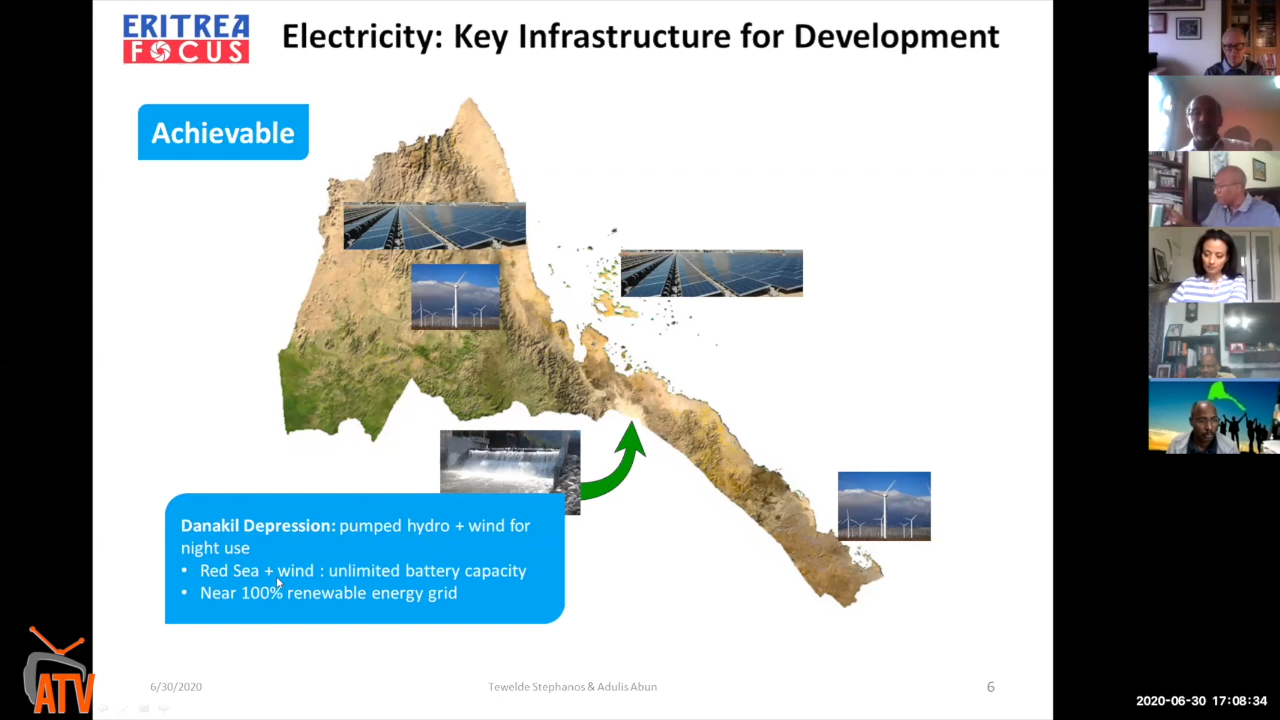 ERITREA
FOCUS
Electricity: Key Infrastructure for Development
Achievable
Danakil Depression: pumped hydro + wind for
night use
• Red Sea + wind : unlimited battery capacity
• Near 100% renewable energy grid
ATV
6/30/2020
Tewelde Stephanos & Adulis Abun
6
2020-06-30 17:08:34